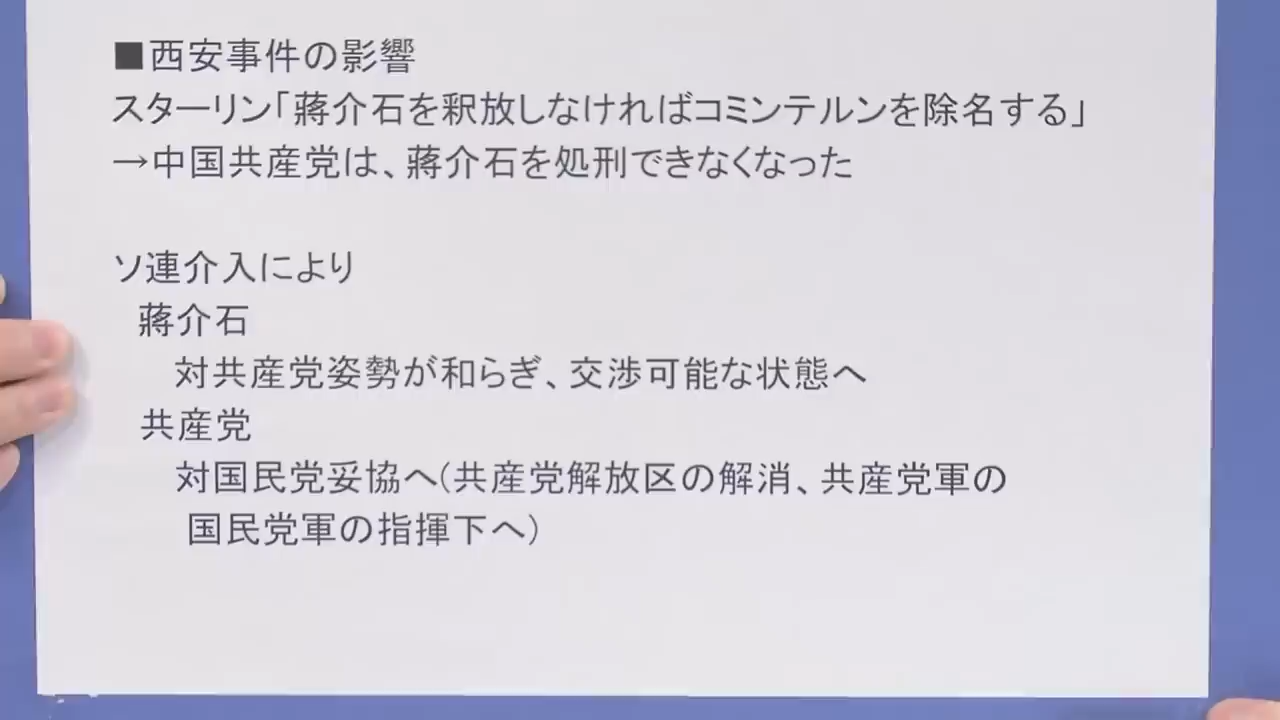 ■西安事件の影響
スターリン「蔣介石を釈放しなければコミンテルンを除名する」
→中国共産党は、蔣介石を処刑できなくなった
ソ連介入により
蔣介石
対共産党姿勢が和らぎ、交渉可能な状態へ
共産党
対国民党妥協へ(共産党解放区の解消、共産党軍の
国民党軍の指揮下へ)